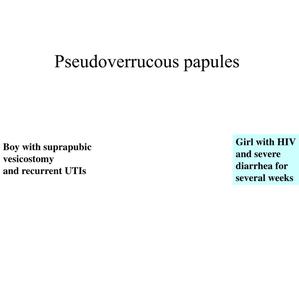 Pseudoverrucous papules
Boy with suprapubic
vesicostomy
and recurrent UTIs
Girl with HIV
and severe
diarrhea for
several weeks